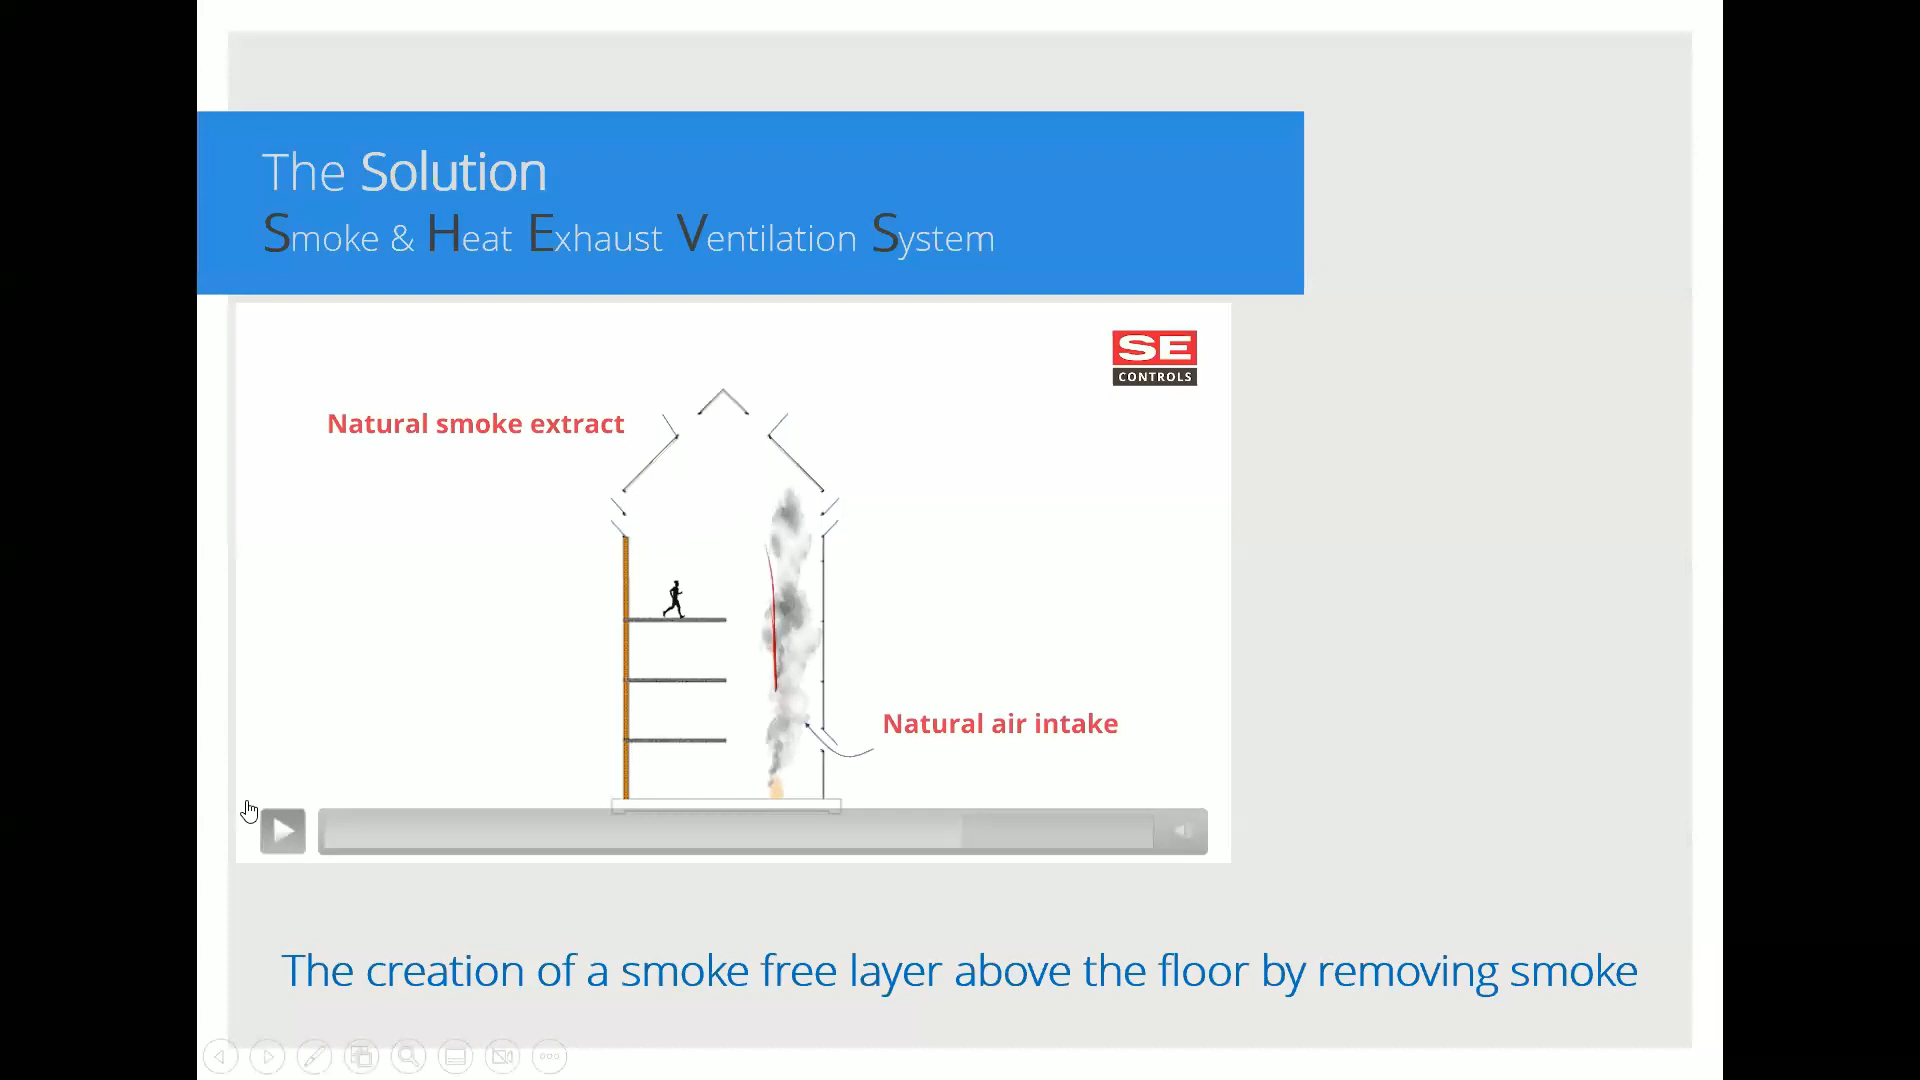 The Solution
Smoke & Heat Exhaust Ventilation System
SE
CONTROLS
Natural smoke extract
Natural air intake
The creation of a smoke free layer above the floor by removing smoke